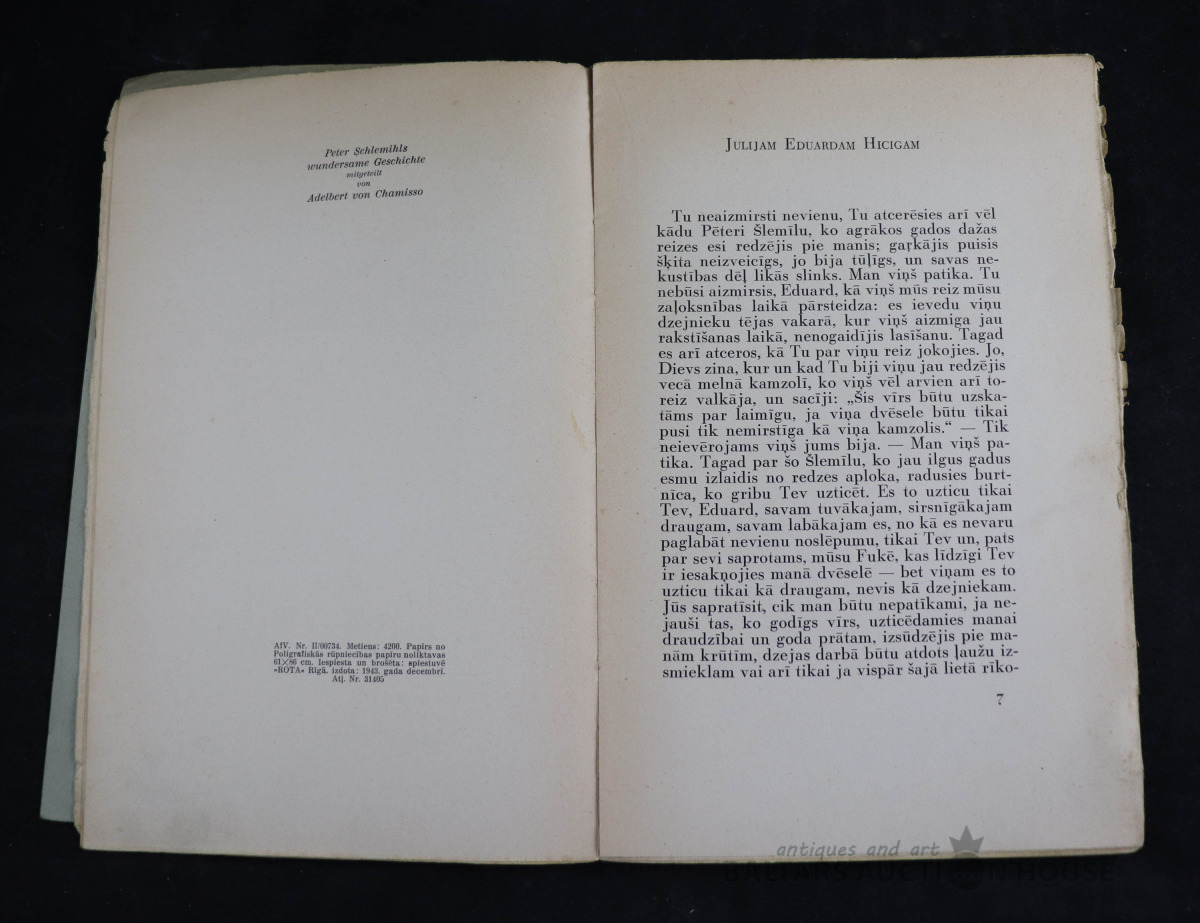 Peter Schlemihls
wundersame Geschichte
mitgeteilt
von
Adelbert von Chamisso
AfV. Nr. II/00734. Metiens: 4200. Papīrs no
Poligrafiskās rūpniecības papīru noliktavas
61×86 cm. Iespiesta un brošēta: spiestuvē
«ROTA» Rīgā. izdota: 1943. gada decembrī.
Atļ. Nr. 31405
Julijam Eduardam Hicigam
Tu neaizmirsti nevienu, Tu atcerēsies arī vēl
kādu Pēteri Šlemīlu, ko agrākos gados dažas
reizes esi redzējis pie manis; gaŗkājis puisis
šķita neizveicīgs, jo bija tūļīgs, un savas ne-
kustības dēļ likās slinks. Man viņš patika. Tu
nebūsi aizmirsis, Eduard, kā viņš mūs reiz mūsu
zaļoksnības laikā pārsteidza: es ievedu viņu
dzejnieku tējas vakarā, kur viņš aizmiga jau
rakstīšanas laikā, nenogaidījis lasīšanu. Tagad
es arī atceros, kā Tu par viņu reiz jokojies. Jo,
Dievs zina, kur un kad Tu biji viņu jau redzējis
vecā melnā kamzolī, ko viņš vēl arvien arī to-
reiz valkāja, un sacīji: „Šis vīrs būtu uzska-
tāms par laimīgu, ja viņa dvēsele būtu tikai
pusi tik nemirstīga kā viņa kamzolis.“ — Tik
neievērojams viņš jums bija. — Man viņš pa-
tika. Tagad par šo Šlemīlu, ko jau ilgus gadus
esmu izlaidis no redzes aploka, radusies burt-
nīca, ko gribu Tev uzticēt. Es to uzticu tikai
Tev, Eduard, savam tuvākajam, sirsnīgākajam
draugam, savam labākajam es, no kā es nevaru
paglabāt nevienu noslēpumu, tikai Tev un, pats
par sevi saprotams, mūsu Fukē, kas līdzīgi Tev
ir iesakņojies manā dvēselē — bet viņam es to
uzticu tikai kā draugam, nevis kā dzejniekam.
Jūs sapratīsit, cik man būtu nepatīkami, ja ne-
jauši tas, ko godīgs vīrs, uzticēdamies manai
draudzībai un goda prātam, izsūdzējis pie ma-
nām krūtīm, dzejas darbā būtu atdots ļaužu iz-
smieklam vai arī tikai ja vispār šajā lietā rīko-
7
antiques and art
BALTARS AUCTION HOUSE